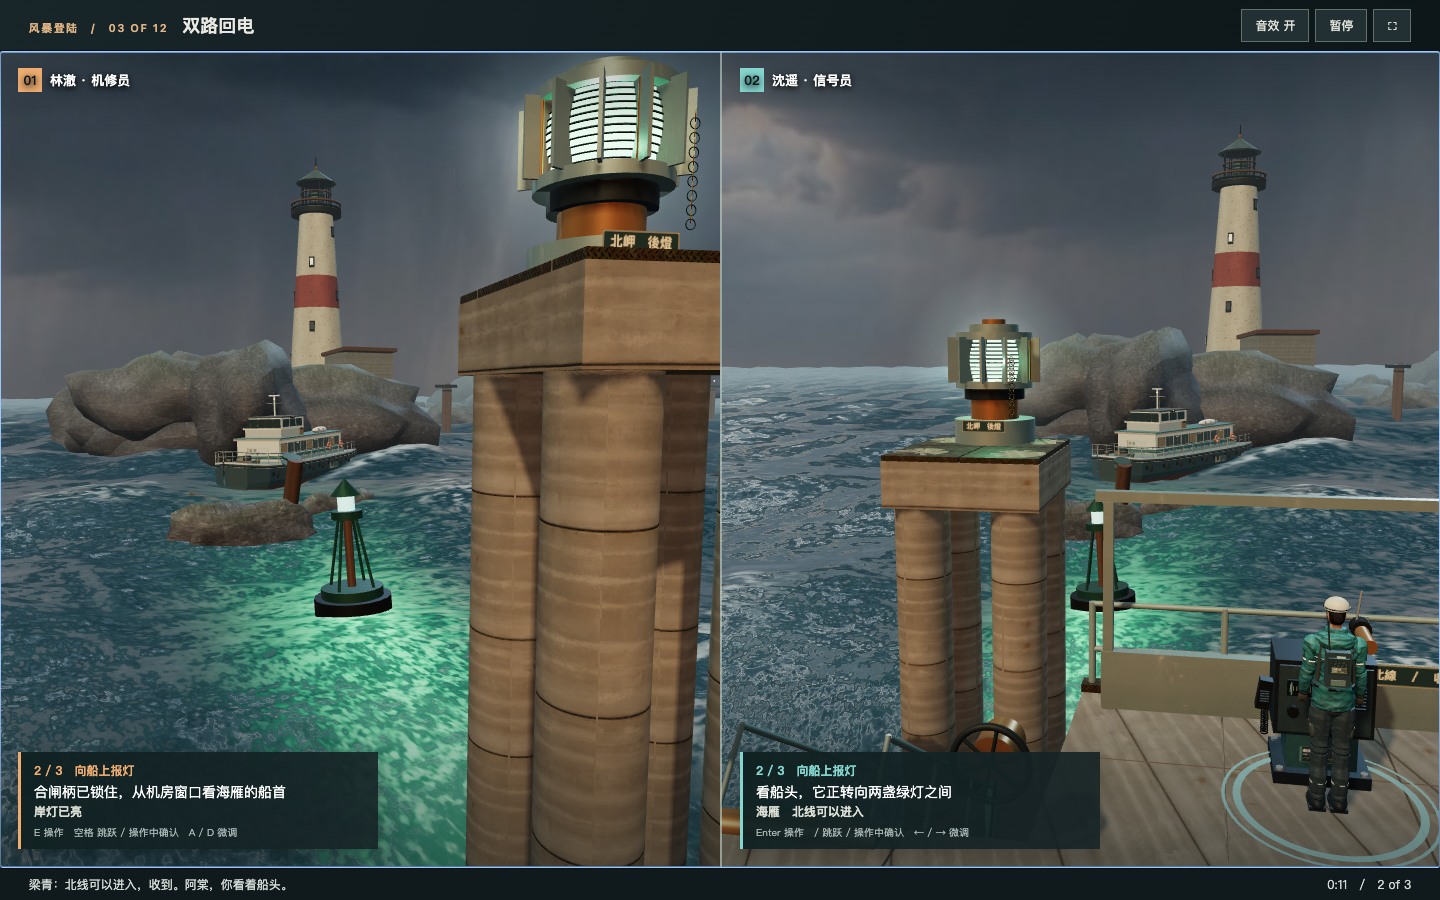 风暴登陆 / 03 OF 12 双路回电
音效 开
暂停
01 林澈 · 机修员
北岬 後燈
2 / 3 向船上报灯
合闸柄已锁住，从机房窗口看海雁的船首
岸灯已亮
E 操作 空格 跳跃 / 操作中确认 A / D 微调
02 沈遥 · 信号员
北岬 後燈
北線 /
2 / 3 向船上报灯
看船头，它正转向两盏绿灯之间
海雁 北线可以进入
Enter 操作 / 跳跃 / 操作中确认 ← / → 微调
梁青：北线可以进入，收到。阿棠，你看着船头。
0:11 / 2 of 3